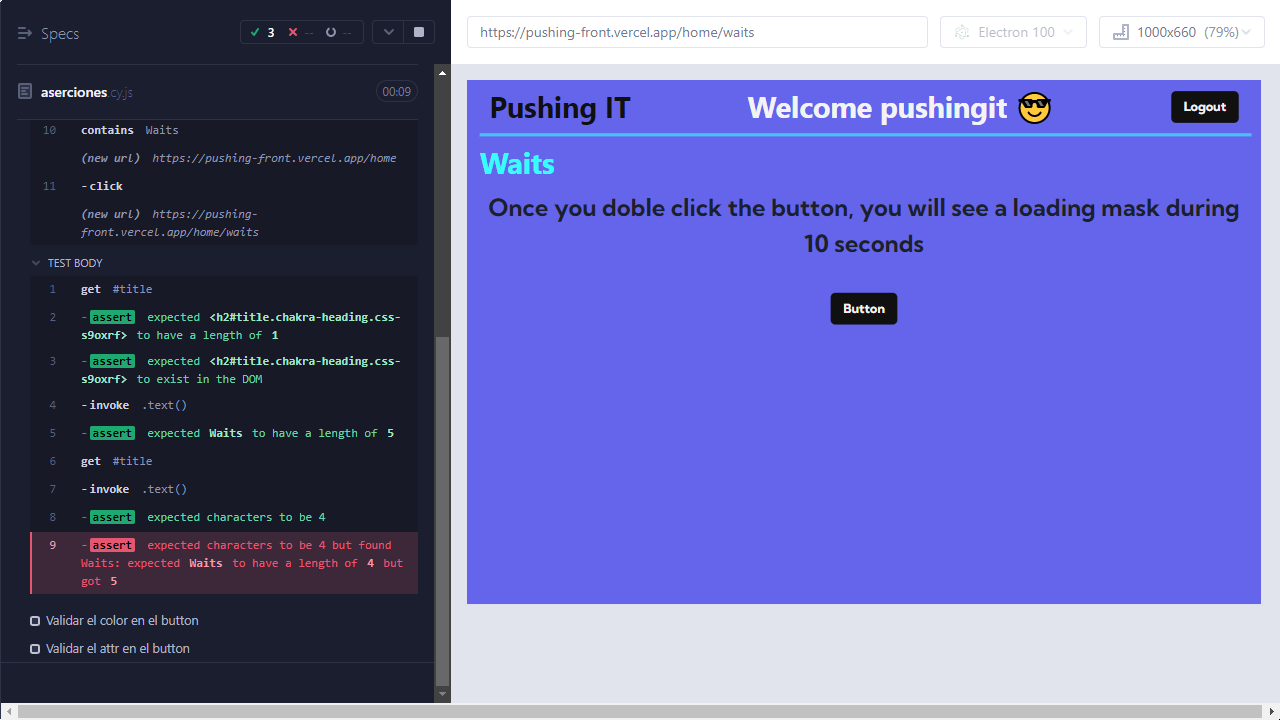 Specs
3
--
--
aserciones.cy.js
00:09
10 contains Waits
(new url) https://pushing-front.vercel.app/home
11 -click
(new url) https://pushing-
front.vercel.app/home/waits
TEST BODY
1 get #title
2 -assert expected <h2#title.chakra-heading.css-
s9oxrf> to have a length of 1
3 -assert expected <h2#title.chakra-heading.css-
s9oxrf> to exist in the DOM
4 -invoke .text()
5 -assert expected Waits to have a length of 5
6 get #title
7 -invoke .text()
8 -assert expected characters to be 4
9 -assert expected characters to be 4 but found
Waits: expected Waits to have a length of 4 but
got 5
Validar el color en el button
Validar el attr en el button
https://pushing-front.vercel.app/home/waits
Electron 100
1000x660 (79%)
Pushing IT
Welcome pushingit 😎
Logout
Waits
Once you doble click the button, you will see a loading mask during
10 seconds
Button